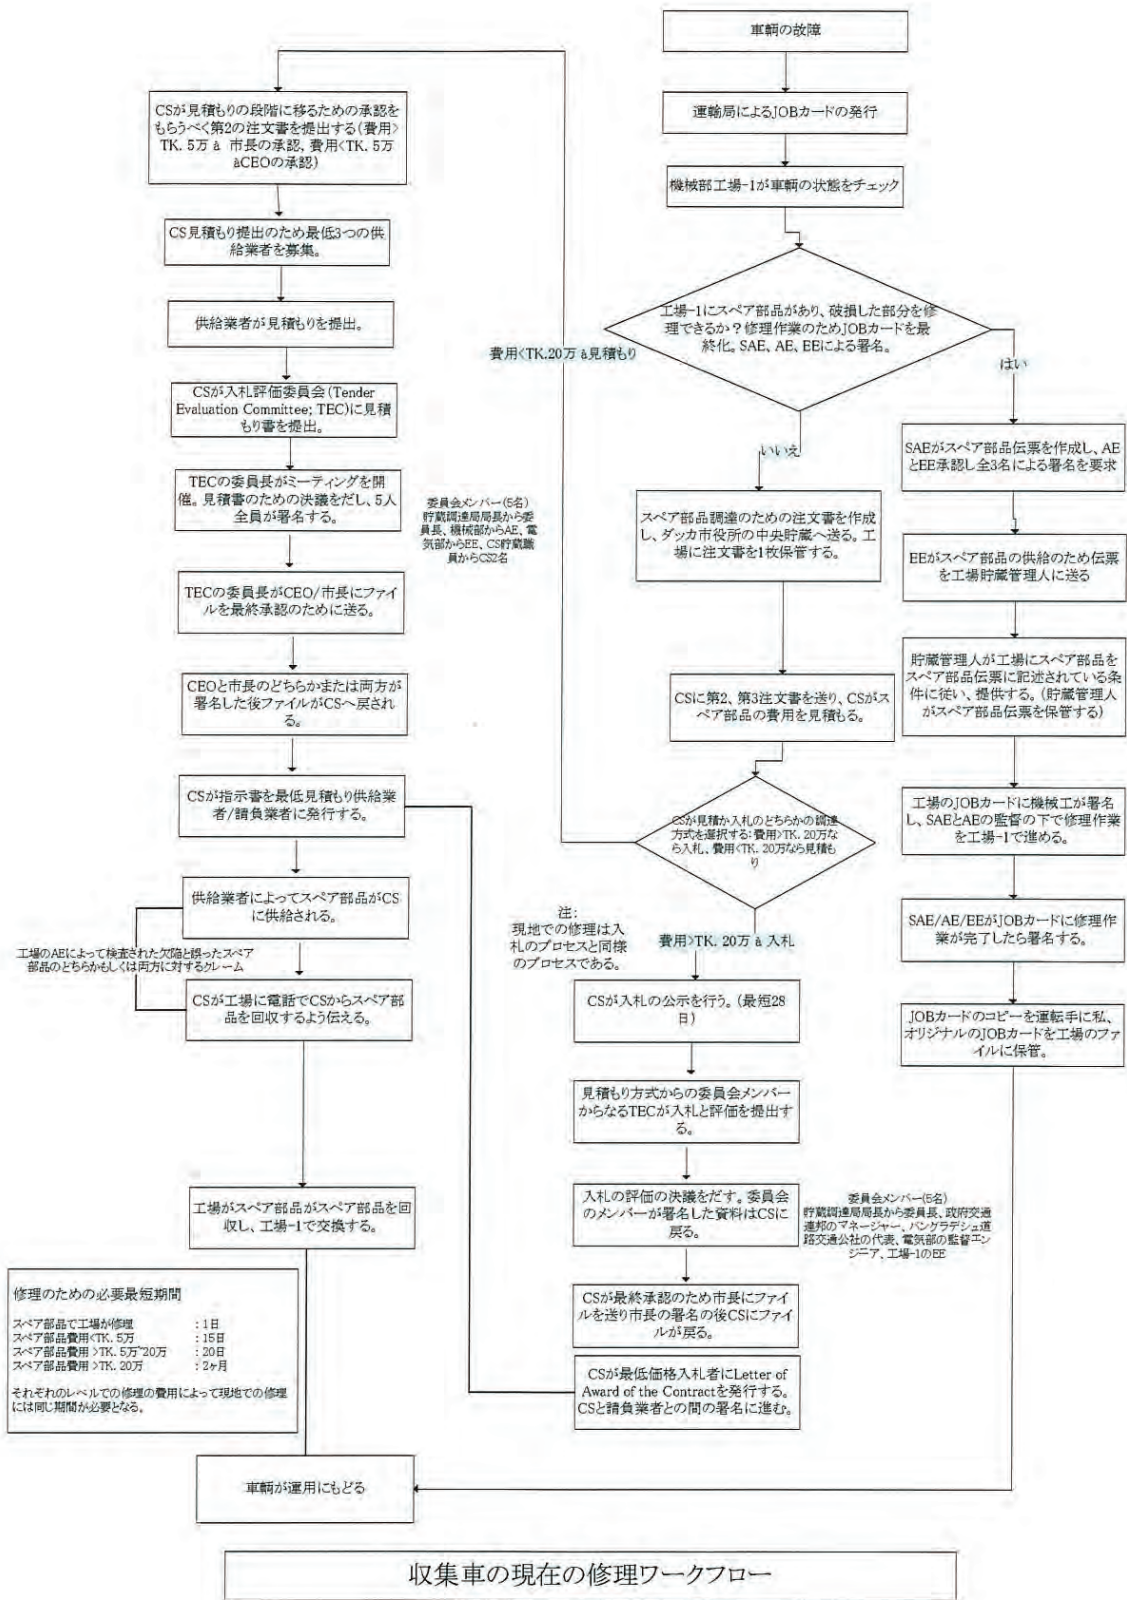 車輌の故障
運輸局によるJOBカードの発行
機械部工場-1が車輌の状態をチェック
工場-1にスペア部品があり、破損した部分を修
理できるか？修理作業のためJOBカードを最
終化。SAE、AE、EEによる署名。
はい
いいえ
SAEがスペア部品伝票を作成し、AE
とEE承認し全3名による署名を要求
EEがスペア部品の供給のため伝票
を工場貯蔵管理人に送る
貯蔵管理人が工場にスペア部品を
スペア部品伝票に記述されている条
件に従い、提供する。(貯蔵管理人
がスペア部品伝票を保管する)
工場のJOBカードに機械工が署名
し、SAEとAEの監督の下で修理作業
を工場-1で進める。
SAE/AE/EEがJOBカードに修理作
業が完了したら署名する。
JOBカードのコピーを運転手に私、
オリジナルのJOBカードを工場のファ
イルに保管。
スペア部品調達のための注文書を作成
し、ダッカ市役所の中央貯蔵へ送る。工
場に注文書を1枚保管する。
CSに第2、第3注文書を送り、CSがス
ペア部品の費用を見積もる。
CSが見積か入札のどちらかの調達
方式を選択する：費用>TK. 20万なら
入札、費用<TK. 20万なら見積も
り
費用<TK.20万 à見積もり
費用>TK. 20万 à 入札
注：
現地での修理は入
札のプロセスと同様
のプロセスである。
CSが入札の公示を行う。(最短28
日)
見積もり方式からの委員会メンバー
からなるTECが入札と評価を提出す
る。
入札の評価の決議をだす。委員会
のメンバーが署名した資料はCSに
戻る。
委員会メンバー(5名)
貯蔵調達局局長から委員長、政府交通
連邦のマネージャー、バングラデシュ道
路交通公社の代表、電気部の監督エン
ジニア、工場-1のEE
CSが最終承認のため市長にファイ
ルを送り市長の署名の後CSにファイ
ルが戻る。
CSが最低価格入札者にLetter of
Award of the Contractを発行する。
CSと請負業者との間の署名に進む。
CSが見積もりの段階に移るための承認を
もらうべく第2の注文書を提出する(費用>
TK. 5万 à 市長の承認、費用<TK. 5万
àCEOの承認)
CS見積もり提出のため最低3つの供
給業者を募集。
供給業者が見積もりを提出。
CSが入札評価委員会(Tender
Evaluation Committee; TEC)に見積
もり書を提出。
TECの委員長がミーティングを開
催。見積書のための決議をだし、5人
全員が署名する。
委員会メンバー(5名)
貯蔵調達局局長から委
員長、機械部からAE、電
気部からEE、CS貯蔵職
員からCS2名
TECの委員長がCEO/市長にファイ
ルを最終承認のために送る。
CEOと市長のどちらかまたは両方が
署名した後ファイルがCSへ戻され
る。
CSが指示書を最低見積もり供給業
者/請負業者に発行する。
供給業者によってスペア部品がCS
に供給される。
工場のAEによって検査された欠陥と誤ったスペア
部品のどちらかもしくは両方に対するクレーム
CSが工場に電話でCSからスペア部
品を回収するよう伝える。
工場がスペア部品がスペア部品を回
収し、工場-1で交換する。
修理のための必要最短期間
スペア部品で工場が修理 ：1日
スペア部品費用<TK. 5万 ：15日
スペア部品費用 >TK. 5万~20万 ：20日
スペア部品費用 >TK. 20万 ：2ヶ月
それぞれのレベルでの修理の費用によって現地での修理
には同じ期間が必要となる。
車輌が運用にもどる
収集車の現在の修理ワークフロー